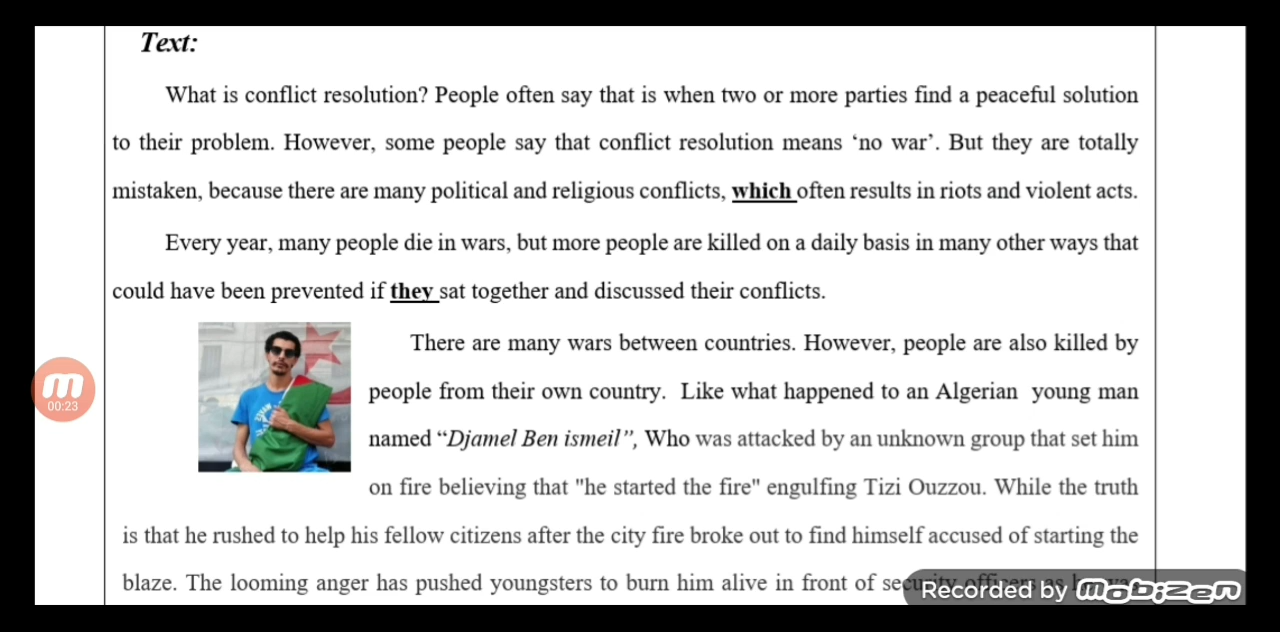 Text:
What is conflict resolution? People often say that is when two or more parties find a peaceful solution
to their problem. However, some people say that conflict resolution means ‘no war’. But they are totally
mistaken, because there are many political and religious conflicts, which often results in riots and violent acts.
Every year, many people die in wars, but more people are killed on a daily basis in many other ways that
could have been prevented if they sat together and discussed their conflicts.
There are many wars between countries. However, people are also killed by
people from their own country. Like what happened to an Algerian young man
named “Djamel Ben ismeil”, Who was attacked by an unknown group that set him
on fire believing that "he started the fire" engulfing Tizi Ouzzou. While the truth
is that he rushed to help his fellow citizens after the city fire broke out to find himself accused of starting the
blaze. The looming anger has pushed youngsters to burn him alive in front of security officers as
00:23
Recorded by mobizen